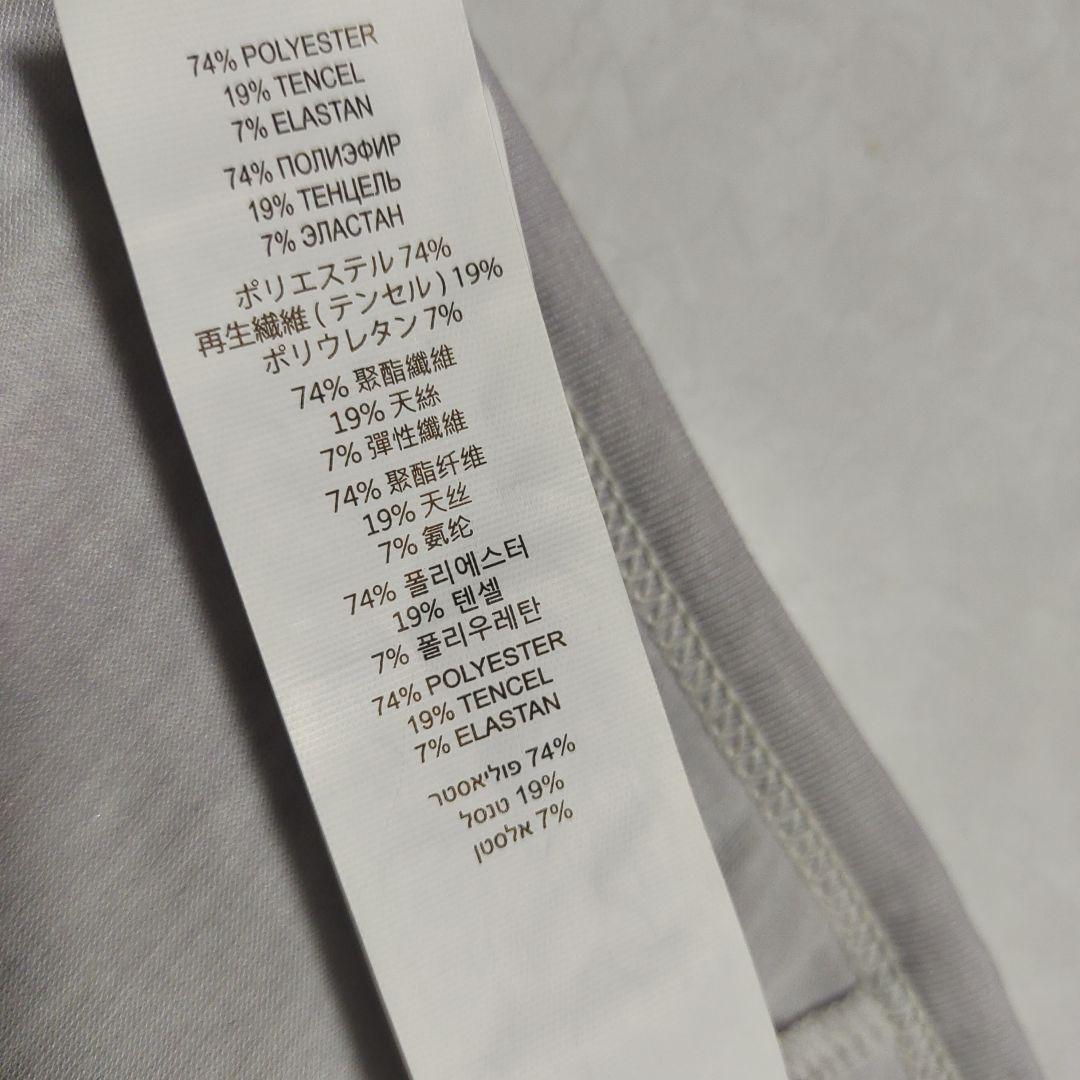 74% POLYESTER
19% TENCEL
7% ELASTAN
74% ПОЛИЭФИР
19% ТЕНЦЕЛЬ
7% ЭЛАСТАН
ポリエステル 74%
再生繊維 ( テンセル ) 19%
ポリウレタン 7%
74% 聚酯纖維
19% 天絲
7% 彈性纖維
74% 聚酯纤维
19% 天丝
7% 氨纶
74% 폴리에스터
19% 텐셀
7% 폴리우레탄
74% POLYESTER
19% TENCEL
7% ELASTAN
74% פוליאסטר
19% טנסל
7% אלסטן